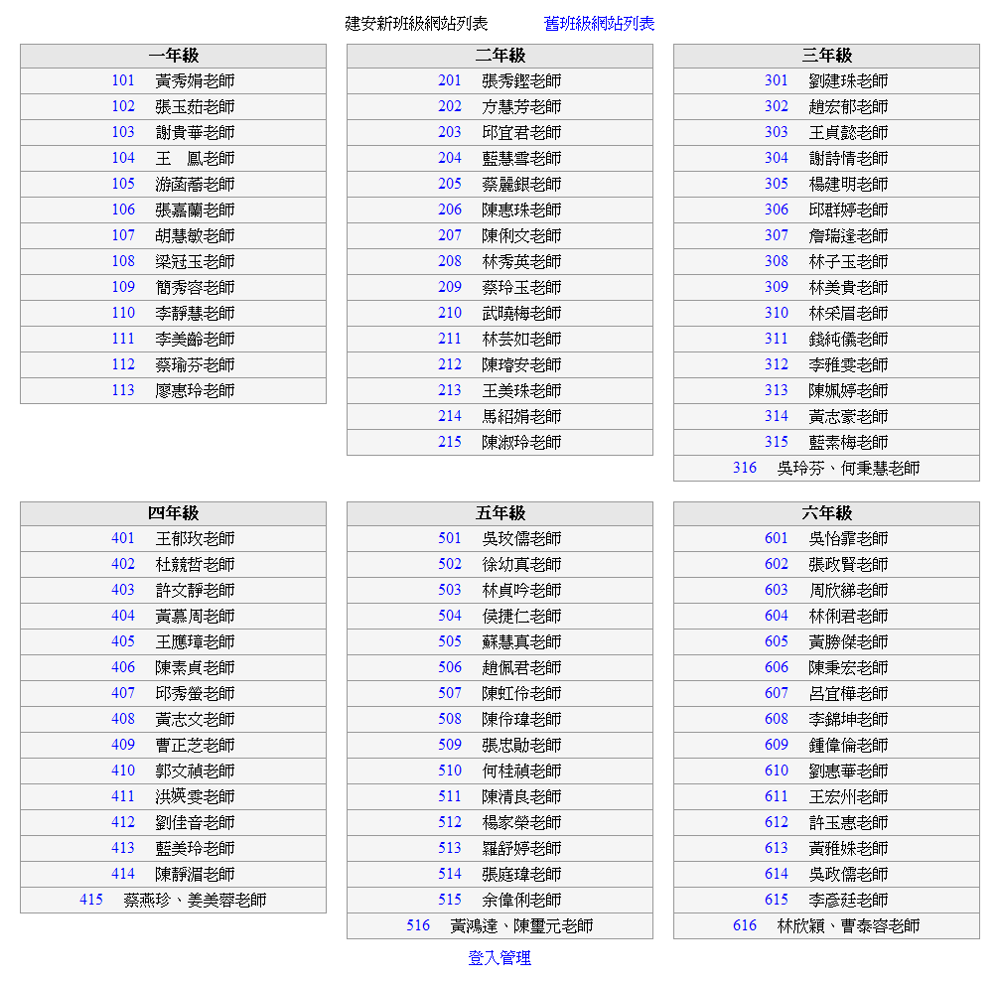 建安新班級網站列表 舊班級網站列表
一年級
101 黃秀娟老師
102 張玉茹老師
103 謝貴華老師
104 王　鳳老師
105 游菡蓍老師
106 張嘉蘭老師
107 胡慧敏老師
108 梁冠玉老師
109 簡秀容老師
110 李靜慧老師
111 李美齡老師
112 蔡瑜芬老師
113 廖惠玲老師
二年級
201 張秀鏗老師
202 方慧芳老師
203 邱宜君老師
204 藍慧雪老師
205 蔡麗銀老師
206 陳惠珠老師
207 陳俐文老師
208 林秀英老師
209 蔡玲玉老師
210 武曉梅老師
211 林芸如老師
212 陳璿安老師
213 王美珠老師
214 馬紹娟老師
215 陳淑玲老師
三年級
301 劉建珠老師
302 趙宏郁老師
303 王貞懿老師
304 謝詩情老師
305 楊建明老師
306 邱群婷老師
307 詹瑞逢老師
308 林子玉老師
309 林美貴老師
310 林采眉老師
311 錢純儀老師
312 李雅雯老師
313 陳姵婷老師
314 黃志豪老師
315 藍素梅老師
316 吳玲芬、何秉慧老師
四年級
401 王郁玫老師
402 杜競哲老師
403 許文靜老師
404 黃慕周老師
405 王應璋老師
406 陳素貞老師
407 邱秀螢老師
408 黃志文老師
409 曹正芝老師
410 郭文禎老師
411 洪媖雯老師
412 劉佳音老師
413 藍美玲老師
414 陳靜湄老師
415 蔡燕珍、姜美蓉老師
五年級
501 吳玫儒老師
502 徐幼真老師
503 林貞吟老師
504 侯捷仁老師
505 蘇慧真老師
506 趙佩君老師
507 陳虹伶老師
508 陳伶瑋老師
509 張忠勛老師
510 何桂禎老師
511 陳清良老師
512 楊家榮老師
513 羅舒婷老師
514 張庭瑋老師
515 余偉俐老師
516 黃鴻達、陳璽元老師
六年級
601 吳怡霏老師
602 張政賢老師
603 周欣綈老師
604 林俐君老師
605 黃勝傑老師
606 陳秉宏老師
607 呂宜樺老師
608 李錦坤老師
609 鍾偉倫老師
610 劉惠華老師
611 王宏州老師
612 許玉惠老師
613 黃雅姝老師
614 吳政儒老師
615 李彥廷老師
616 林欣穎、曹泰容老師
登入管理